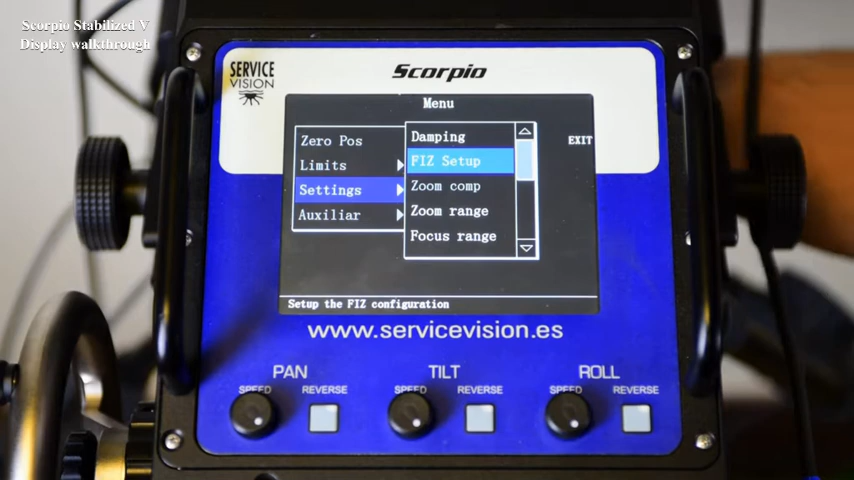 Scorpio Stabilized V
Display walkthrough
SERVICE
VISION
Scorpio
Menu
Zero Pos
Limits
Settings
Auxiliar
Damping
FIZ Setup
Zoom comp
Zoom range
Focus range
EXIT
Setup the FIZ configuration
www.servicevision.es
PAN
SPEED REVERSE
TILT
SPEED REVERSE
ROLL
SPEED REVERSE